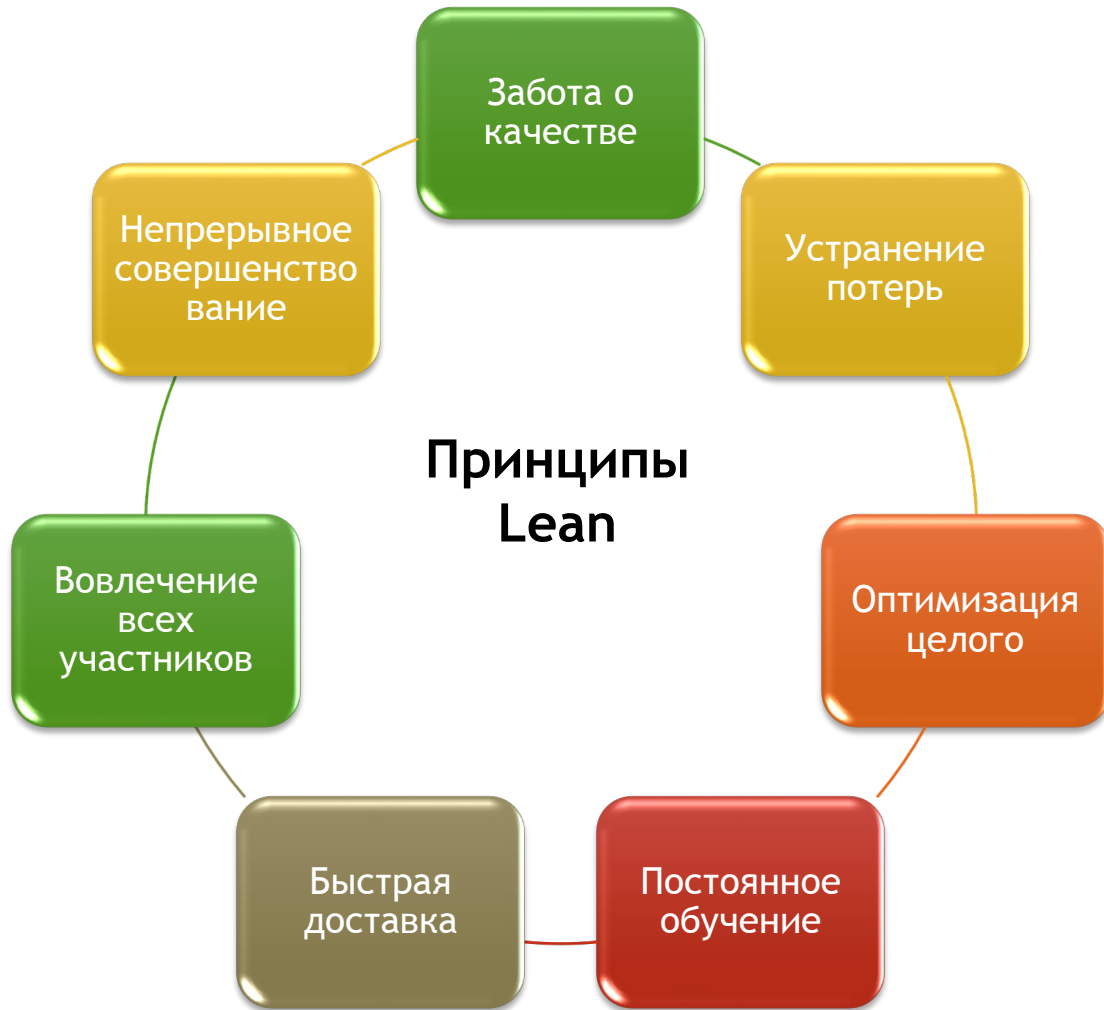 Забота о
качестве
Непрерывное
совершенство
вание
Устранение
потерь
Принципы
Lean
Вовлечение
всех
участников
Оптимизация
целого
Быстрая
доставка
Постоянное
обучение